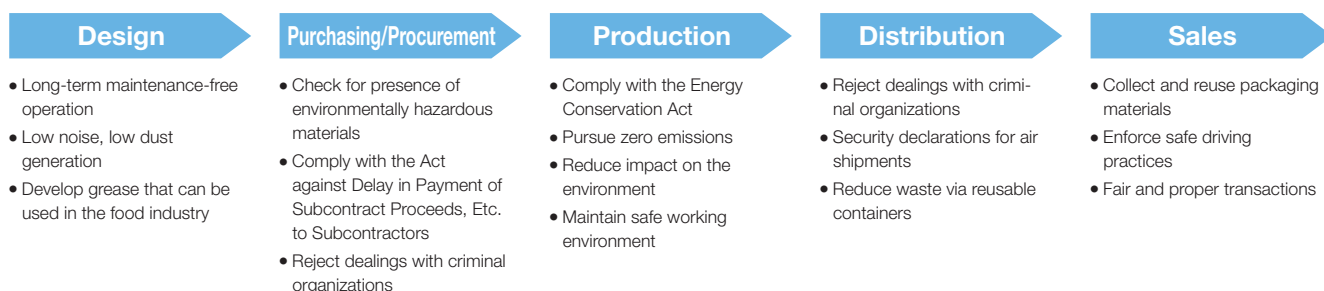 Design
• Long-term maintenance-free
operation
• Low noise, low dust
generation
• Develop grease that can be
used in the food industry
Purchasing/Procurement
• Check for presence of
environmentally hazardous
materials
• Comply with the Act
against Delay in Payment of
Subcontract Proceeds, Etc.
to Subcontractors
• Reject dealings with criminal
organizations
Production
• Comply with the Energy
Conservation Act
• Pursue zero emissions
• Reduce impact on the
environment
• Maintain safe working
environment
Distribution
• Reject dealings with crimi-
nal organizations
• Security declarations for air
shipments
• Reduce waste via reusable
containers
Sales
• Collect and reuse packaging
materials
• Enforce safe driving
practices
• Fair and proper transactions